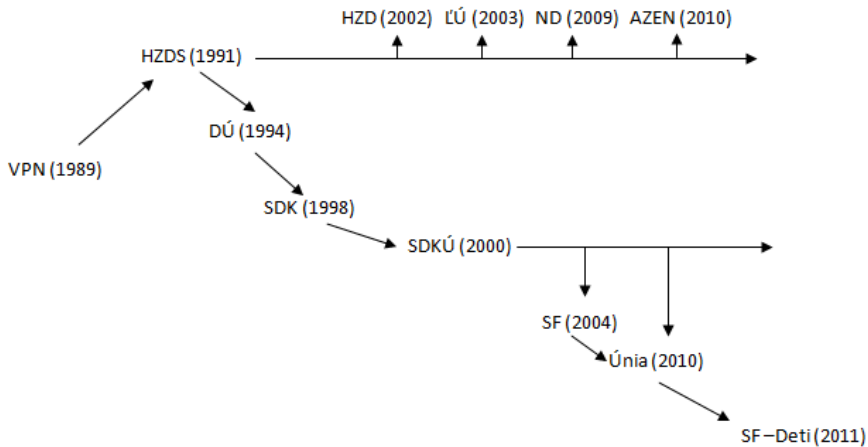 HZD (2002) ĽÚ (2003) ND (2009) AZEN (2010)
HZDS (1991)
DÚ (1994)
VPN (1989)
SDK (1998)
SDKÚ (2000)
SF (2004)
Únia (2010)
SF–Deti (2011)